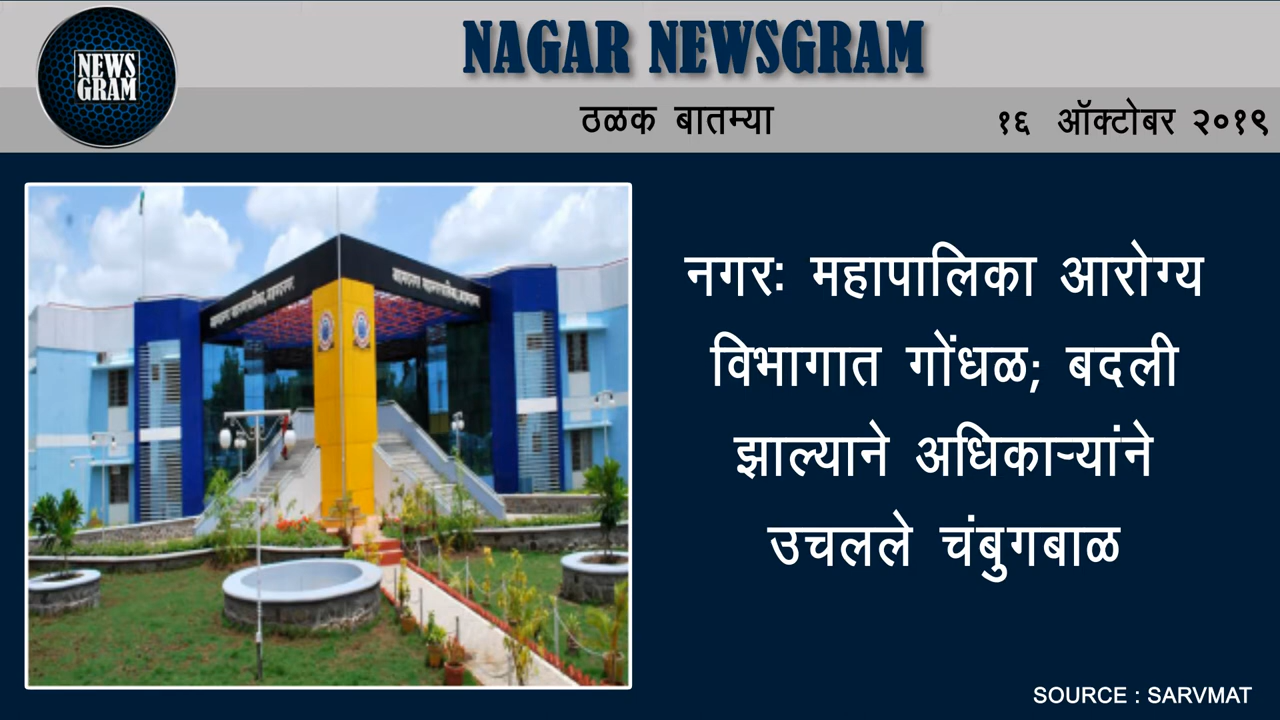 NEWS
GRAM
NAGAR NEWSGRAM
ठळक बातम्या
१६ ऑक्टोबर २०१९
नगरः महापालिका आरोग्य
विभागात गोंधळ; बदली
झाल्याने अधिकाऱ्यांने
उचलले चंबुगबाळ
SOURCE : SARVMAT